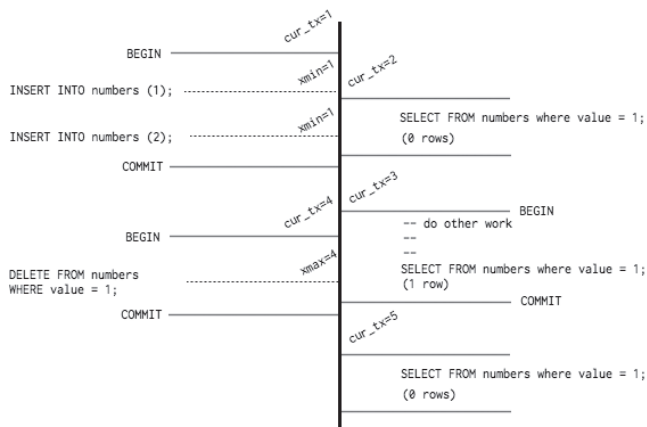 cur_tx=1
BEGIN
xmin=1
cur_tx=2
INSERT INTO numbers (1);
SELECT FROM numbers where value = 1;
xmin=1
INSERT INTO numbers (2);
(0 rows)
COMMIT
cur_tx=4
cur_tx=3
BEGIN
-- do other work
BEGIN
--
--
xmax=4
DELETE FROM numbers
WHERE value = 1;
SELECT FROM numbers where value = 1;
(1 row)
COMMIT
COMMIT
cur_tx=5
SELECT FROM numbers where value = 1;
(0 rows)